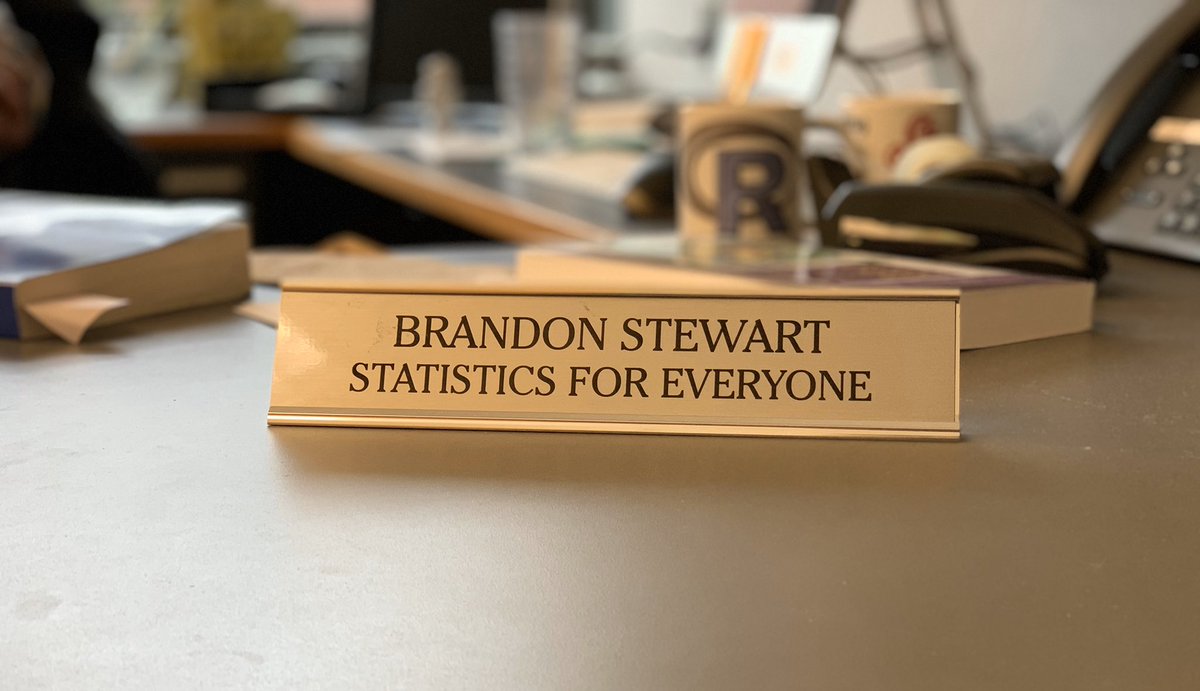 BRANDON STEWART
STATISTICS FOR EVERYONE
R